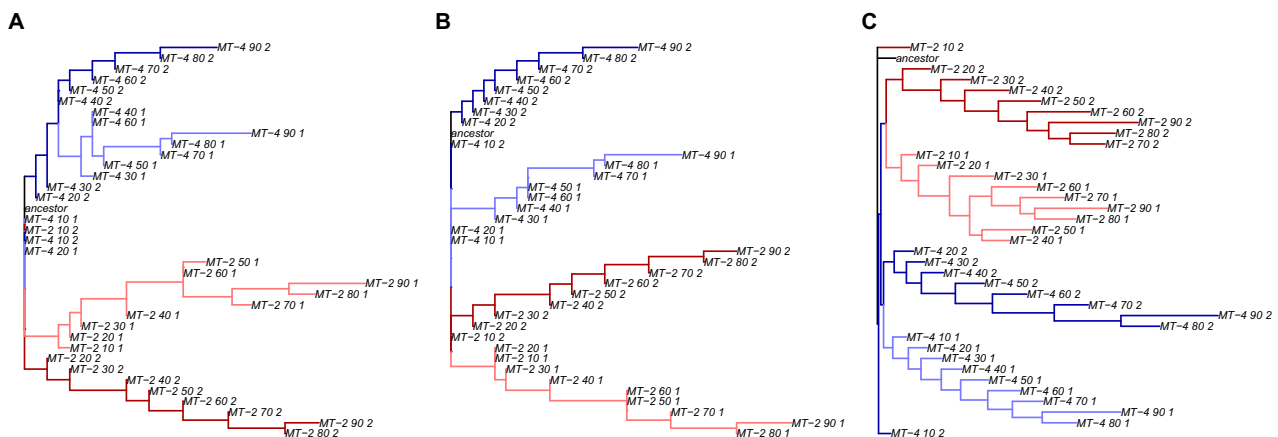 A
MT−4 90 2
MT−4 80 2
MT−4 70 2
MT−4 60 2
MT−4 50 2
MT−4 40 2
MT−4 40 1
MT−4 60 1
MT−4 90 1
MT−4 80 1
MT−4 70 1
MT−4 50 1
MT−4 30 1
MT−4 30 2
MT−4 20 2
ancestor
MT−4 10 1
MT−2 10 2
MT−4 10 2
MT−4 20 1
MT−2 50 1
MT−2 60 1
MT−2 90 1
MT−2 80 1
MT−2 70 1
MT−2 40 1
MT−2 30 1
MT−2 20 1
MT−2 10 1
MT−2 20 2
MT−2 30 2
MT−2 40 2
MT−2 50 2
MT−2 60 2
MT−2 70 2
MT−2 90 2
MT−2 80 2
B
MT−4 90 2
MT−4 80 2
MT−4 70 2
MT−4 60 2
MT−4 50 2
MT−4 40 2
MT−4 30 2
MT−4 20 2
ancestor
MT−4 10 2
MT−4 90 1
MT−4 80 1
MT−4 70 1
MT−4 50 1
MT−4 60 1
MT−4 40 1
MT−4 30 1
MT−4 20 1
MT−4 10 1
MT−2 90 2
MT−2 80 2
MT−2 70 2
MT−2 60 2
MT−2 50 2
MT−2 40 2
MT−2 30 2
MT−2 20 2
MT−2 10 2
MT−2 20 1
MT−2 10 1
MT−2 30 1
MT−2 40 1
MT−2 60 1
MT−2 50 1
MT−2 70 1
MT−2 90 1
MT−2 80 1
C
MT−2 10 2
ancestor
MT−2 20 2
MT−2 30 2
MT−2 40 2
MT−2 50 2
MT−2 60 2
MT−2 90 2
MT−2 80 2
MT−2 70 2
MT−2 10 1
MT−2 20 1
MT−2 30 1
MT−2 60 1
MT−2 70 1
MT−2 90 1
MT−2 80 1
MT−2 50 1
MT−2 40 1
MT−4 20 2
MT−4 30 2
MT−4 40 2
MT−4 50 2
MT−4 60 2
MT−4 70 2
MT−4 90 2
MT−4 80 2
MT−4 10 1
MT−4 20 1
MT−4 30 1
MT−4 40 1
MT−4 50 1
MT−4 60 1
MT−4 70 1
MT−4 90 1
MT−4 80 1
MT−4 10 2